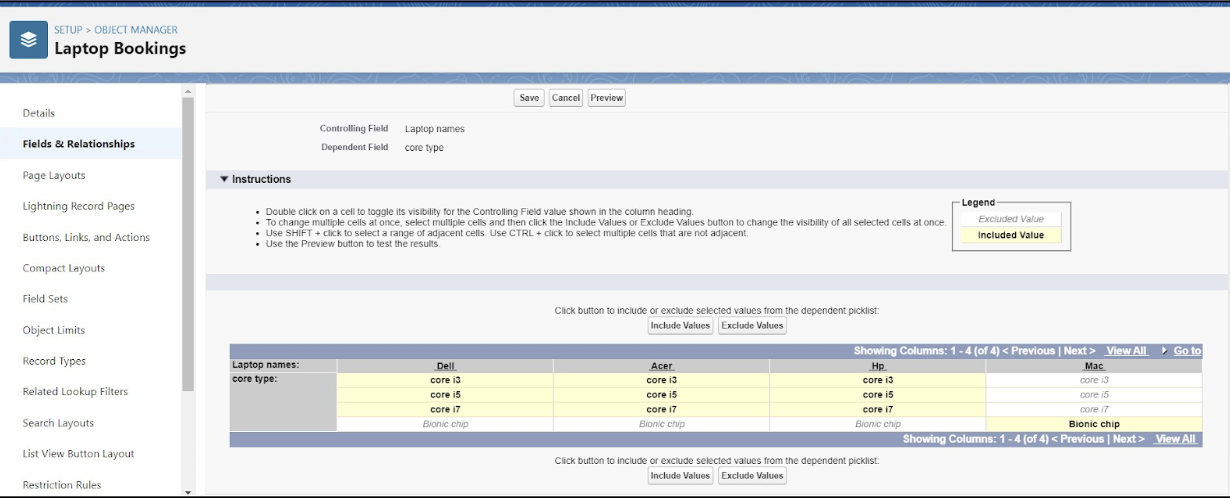 SETUP > OBJECT MANAGER
Laptop Bookings
Details
Fields & Relationships
Page Layouts
Lightning Record Pages
Buttons, Links, and Actions
Compact Layouts
Field Sets
Object Limits
Record Types
Related Lookup Filters
Search Layouts
List View Button Layout
Restriction Rules
Save Cancel Preview
Controlling Field Laptop names
Dependent Field core type
Instructions
Double click on a cell to toggle its visibility for the Controlling Field value shown in the column heading.
To change multiple cells at once, select multiple cells and then click the Include Values or Exclude Values button to change the visibility of all selected cells at once.
Use SHIFT + click to select a range of adjacent cells. Use CTRL + click to select multiple cells that are not adjacent.
Use the Preview button to test the results.
Legend
Excluded Value
Included Value
Click button to include or exclude selected values from the dependent picklist:
Include Values Exclude Values
Showing Columns: 1 - 4 (of 4) < Previous | Next > View All Go to
Laptop names: Dell Acer Hp Mac
core type: core i3 core i3 core i3 core i3
core i5 core i5 core i5 core i5
core i7 core i7 core i7 core i7
Bionic chip Bionic chip Bionic chip Bionic chip
Showing Columns: 1 - 4 (of 4) < Previous | Next > View All
Click button to include or exclude selected values from the dependent picklist:
Include Values Exclude Values